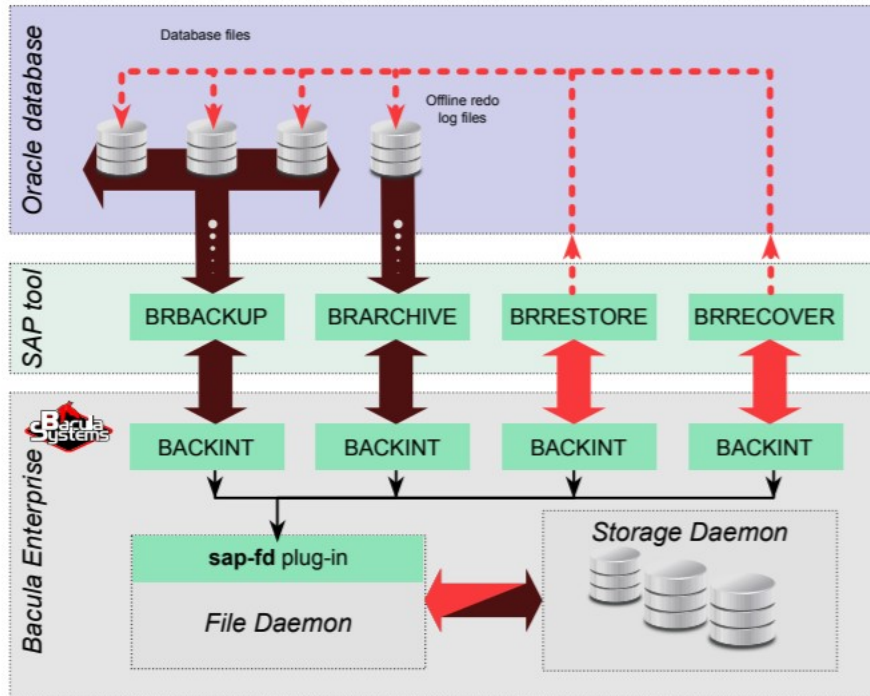 Oracle database
Database files
Offline redo
log files
SAP tool
BRBACKUP
BRARCHIVE
BRRESTORE
BRRECOVER
Bacula Enterprise
Bacula
Systems
BACKINT
BACKINT
BACKINT
BACKINT
sap-fd plug-in
File Daemon
Storage Daemon